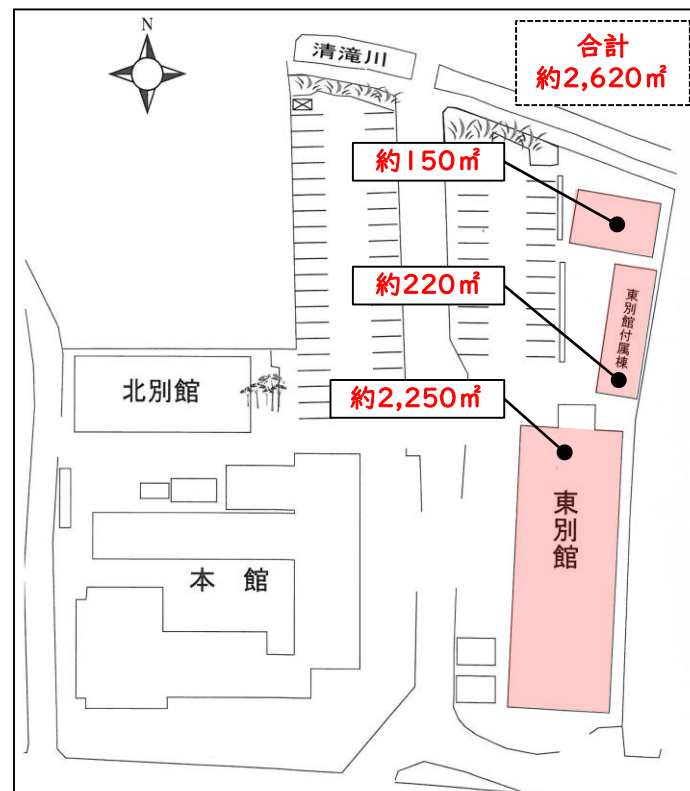 N
清滝川
合計
約2,620㎡
約150㎡
約220㎡
東別館付属棟
北別館
約2,250㎡
東別館
本 館